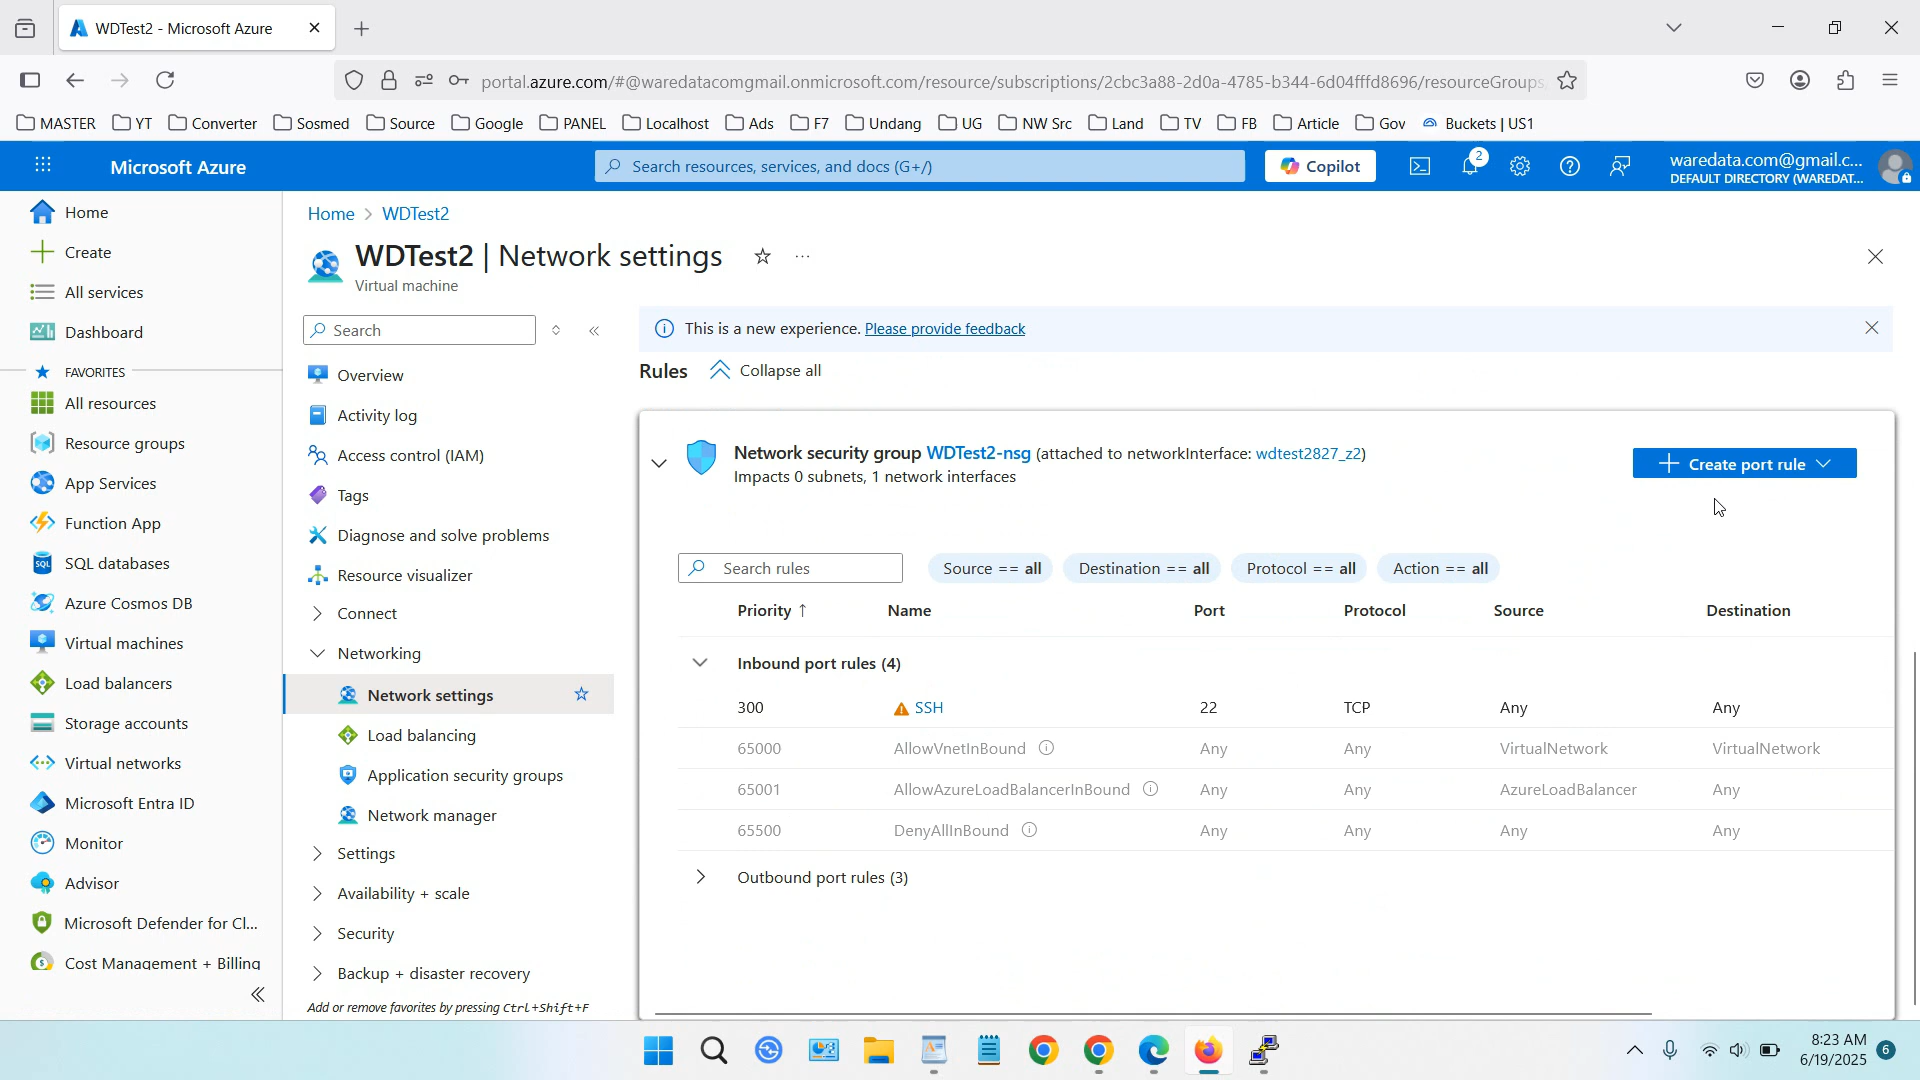 WDTest2 - Microsoft Azure
portal.azure.com/#@waredatacomgmail.onmicrosoft.com/resource/subscriptions/2cbc3a88-2d0a-4785-b344-6d04fffd8696/resourceGroups
MASTER YT Converter Sosmed Source Google PANEL Localhost Ads F7 Undang UG NW Src Land TV FB Article Gov Buckets | US1
Microsoft Azure
Search resources, services, and docs (G+/)
Copilot
2
waredata.com@gmail.c...
DEFAULT DIRECTORY (WAREDAT...
Home
Create
All services
Dashboard
FAVORITES
All resources
Resource groups
App Services
Function App
SQL databases
Azure Cosmos DB
Virtual machines
Load balancers
Storage accounts
Virtual networks
Microsoft Entra ID
Monitor
Advisor
Microsoft Defender for Cl...
Cost Management + Billing
Home > WDTest2
WDTest2 | Network settings
Virtual machine
Search
Overview
Activity log
Access control (IAM)
Tags
Diagnose and solve problems
Resource visualizer
Connect
Networking
Network settings
Load balancing
Application security groups
Network manager
Settings
Availability + scale
Security
Backup + disaster recovery
Add or remove favorites by pressing Ctrl+Shift+F
This is a new experience. Please provide feedback
Rules Collapse all
Network security group WDTest2-nsg (attached to networkInterface: wdtest2827_z2)
Impacts 0 subnets, 1 network interfaces
Create port rule
Search rules
Source == all Destination == all Protocol == all Action == all
Priority ↑ Name Port Protocol Source Destination
Inbound port rules (4)
300 SSH 22 TCP Any Any
65000 AllowVnetInBound Any Any VirtualNetwork VirtualNetwork
65001 AllowAzureLoadBalancerInBound Any Any AzureLoadBalancer Any
65500 DenyAllInBound Any Any Any Any
Outbound port rules (3)
8:23 AM
6/19/2025
6